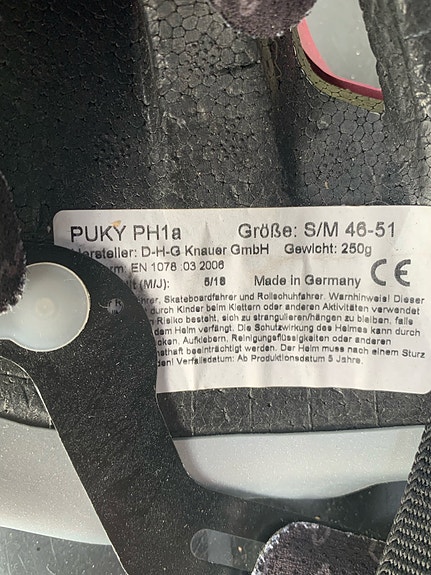 PUKY PH1a Größe: S/M 46-51
Hersteller: D-H-G Knauer GmbH Gewicht: 250g
EN 1078 :03 2006
(M/J): 5/18 Made in Germany CE
Skateboardfahrer und Rollschuhfahrer. Warnhinweis! Dieser
durch Kinder beim Klettern oder anderen Aktivitäten verwendet
Risiko besteht, sich zu strangulieren/hängen zu bleiben, falls
dem Helm verfängt. Die Schutzwirkung des Helmes kann durch
Aufklebern, Reinigungsflüssigkeiten oder anderen
beeinträchtigt werden. Der Helm muss nach einem Sturz
Verfallsdatum: Ab Produktionsdatum 5 Jahre.